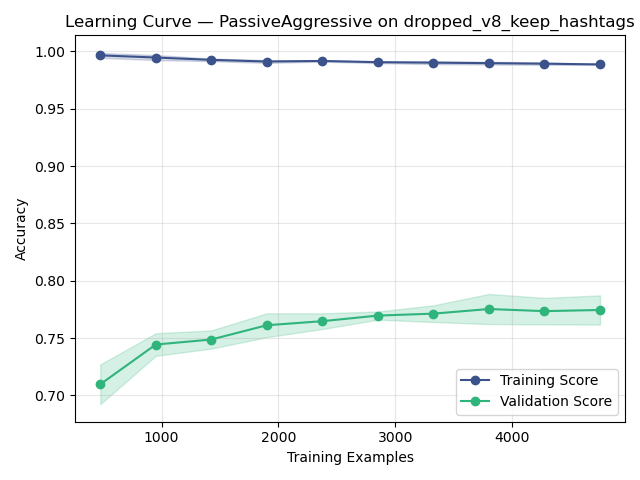 Learning Curve — PassiveAggressive on dropped_v8_keep_hashtags
1.00
0.95
0.90
0.85
0.80
0.75
0.70
Accuracy
Training Score
Validation Score
1000
2000
3000
4000
Training Examples